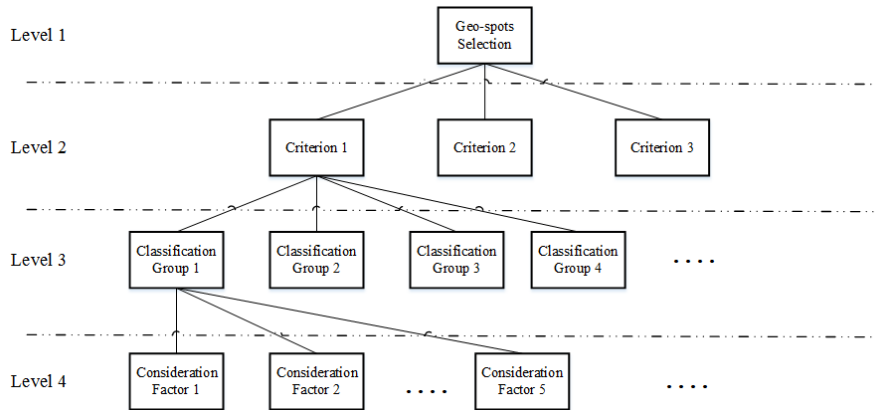 Level 1
Geo-spots
Selection
Level 2
Criterion 1
Criterion 2
Criterion 3
Level 3
Classification
Group 1
Classification
Group 2
Classification
Group 3
Classification
Group 4
. . . .
Level 4
Consideration
Factor 1
Consideration
Factor 2
. . . .
Consideration
Factor 5
. . . .